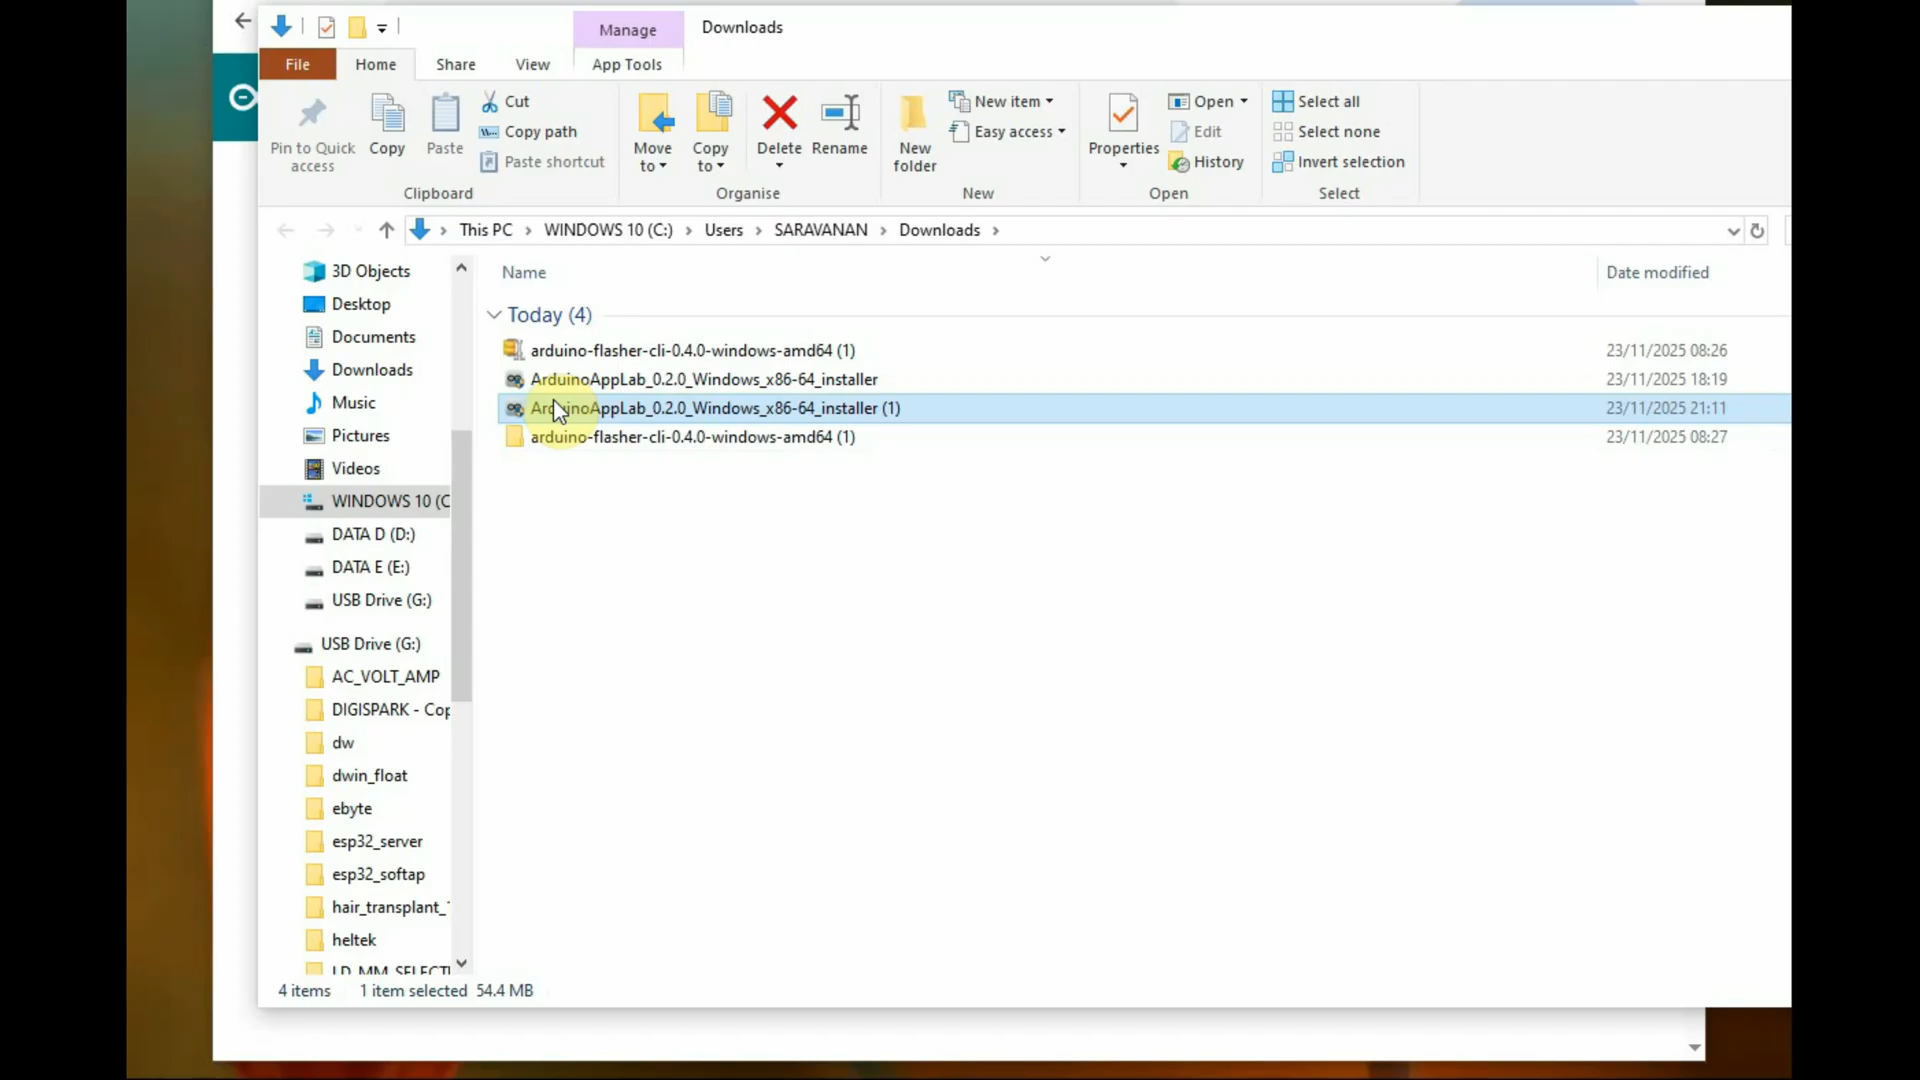 Manage
Downloads
File
Home
Share
View
App Tools
Pin to Quick access
Copy
Paste
Cut
Copy path
Paste shortcut
Clipboard
Move to
Copy to
Delete
Rename
Organise
New folder
New item
Easy access
New
Properties
Open
Edit
History
Open
Select all
Select none
Invert selection
Select
This PC > WINDOWS 10 (C:) > Users > SARAVANAN > Downloads >
3D Objects
Desktop
Documents
Downloads
Music
Pictures
Videos
WINDOWS 10 (C
DATA D (D:)
DATA E (E:)
USB Drive (G:)
USB Drive (G:)
AC_VOLT_AMP
DIGISPARK - Cop
dw
dwin_float
ebyte
esp32_server
esp32_softap
hair_transplant_
heltek
LD_MM_SELECT
Name
Date modified
Today (4)
arduino-flasher-cli-0.4.0-windows-amd64 (1)
23/11/2025 08:26
ArduinoAppLab_0.2.0_Windows_x86-64_installer
23/11/2025 18:19
ArduinoAppLab_0.2.0_Windows_x86-64_installer (1)
23/11/2025 21:11
arduino-flasher-cli-0.4.0-windows-amd64 (1)
23/11/2025 08:27
4 items
1 item selected 54.4 MB